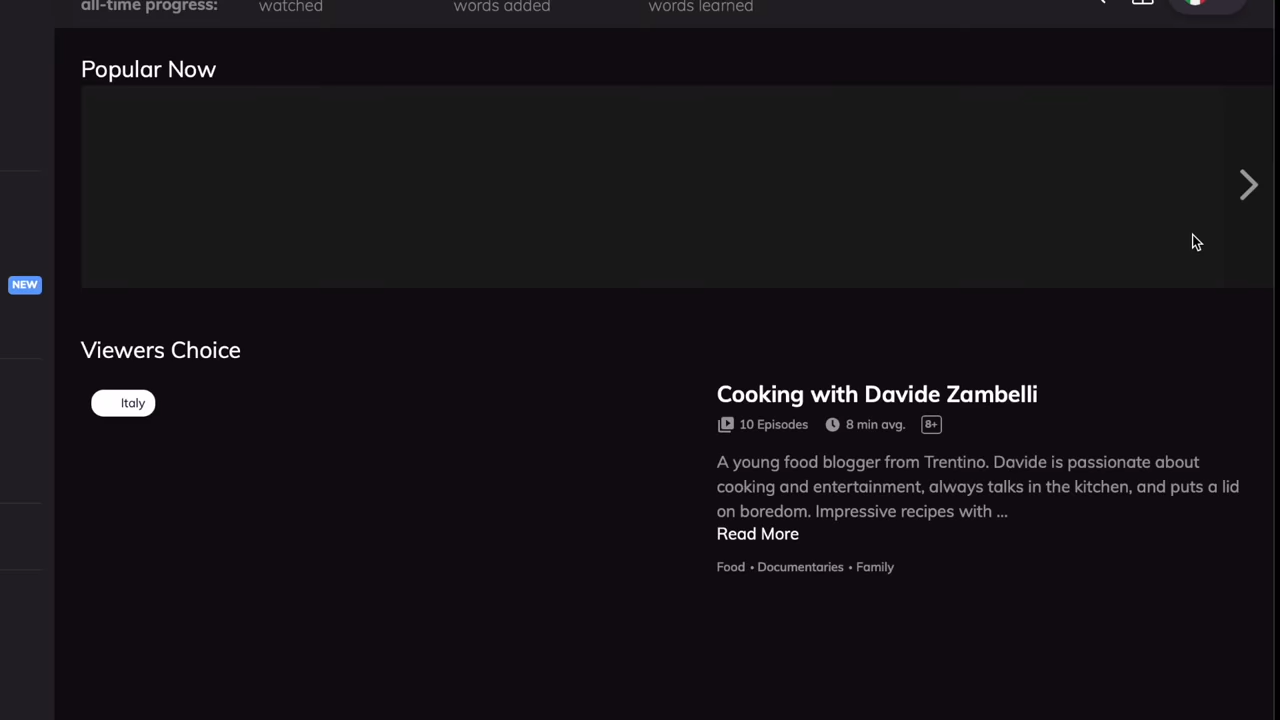 all-time progress:
watched
words added
words learned
Popular Now
NEW
Viewers Choice
Italy
Cooking with Davide Zambelli
10 Episodes 8 min avg. 8+
A young food blogger from Trentino. Davide is passionate about
cooking and entertainment, always talks in the kitchen, and puts a lid
on boredom. Impressive recipes with ...
Read More
Food • Documentaries • Family